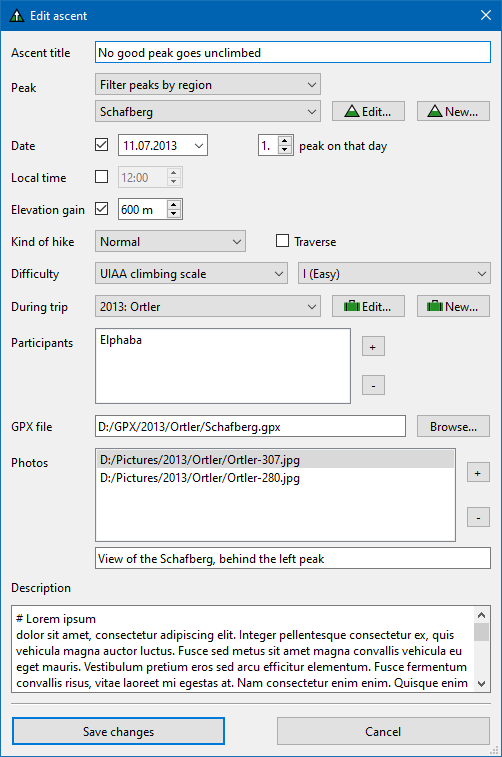 Edit ascent
Ascent title No good peak goes unclimbed
Peak Filter peaks by region
Schafberg Edit... New...
Date 11.07.2013 1. peak on that day
Local time 12:00
Elevation gain 600 m
Kind of hike Normal Traverse
Difficulty UIAA climbing scale I (Easy)
During trip 2013: Ortler Edit... New...
Participants Elphaba
+
-
GPX file D:/GPX/2013/Ortler/Schafberg.gpx Browse...
Photos D:/Pictures/2013/Ortler/Ortler-307.jpg
D:/Pictures/2013/Ortler/Ortler-280.jpg
+
-
View of the Schafberg, behind the left peak
Description
# Lorem ipsum
dolor sit amet, consectetur adipiscing elit. Integer pellentesque consectetur ex, quis
vehicula magna auctor luctus. Fusce sed metus sit amet magna convallis vehicula eu
eget mauris. Vestibulum pretium eros sed arcu efficitur elementum. Fusce fermentum
convallis risus, vitae laoreet mi egestas at. Nam consectetur enim enim. Quisque enim
Save changes Cancel